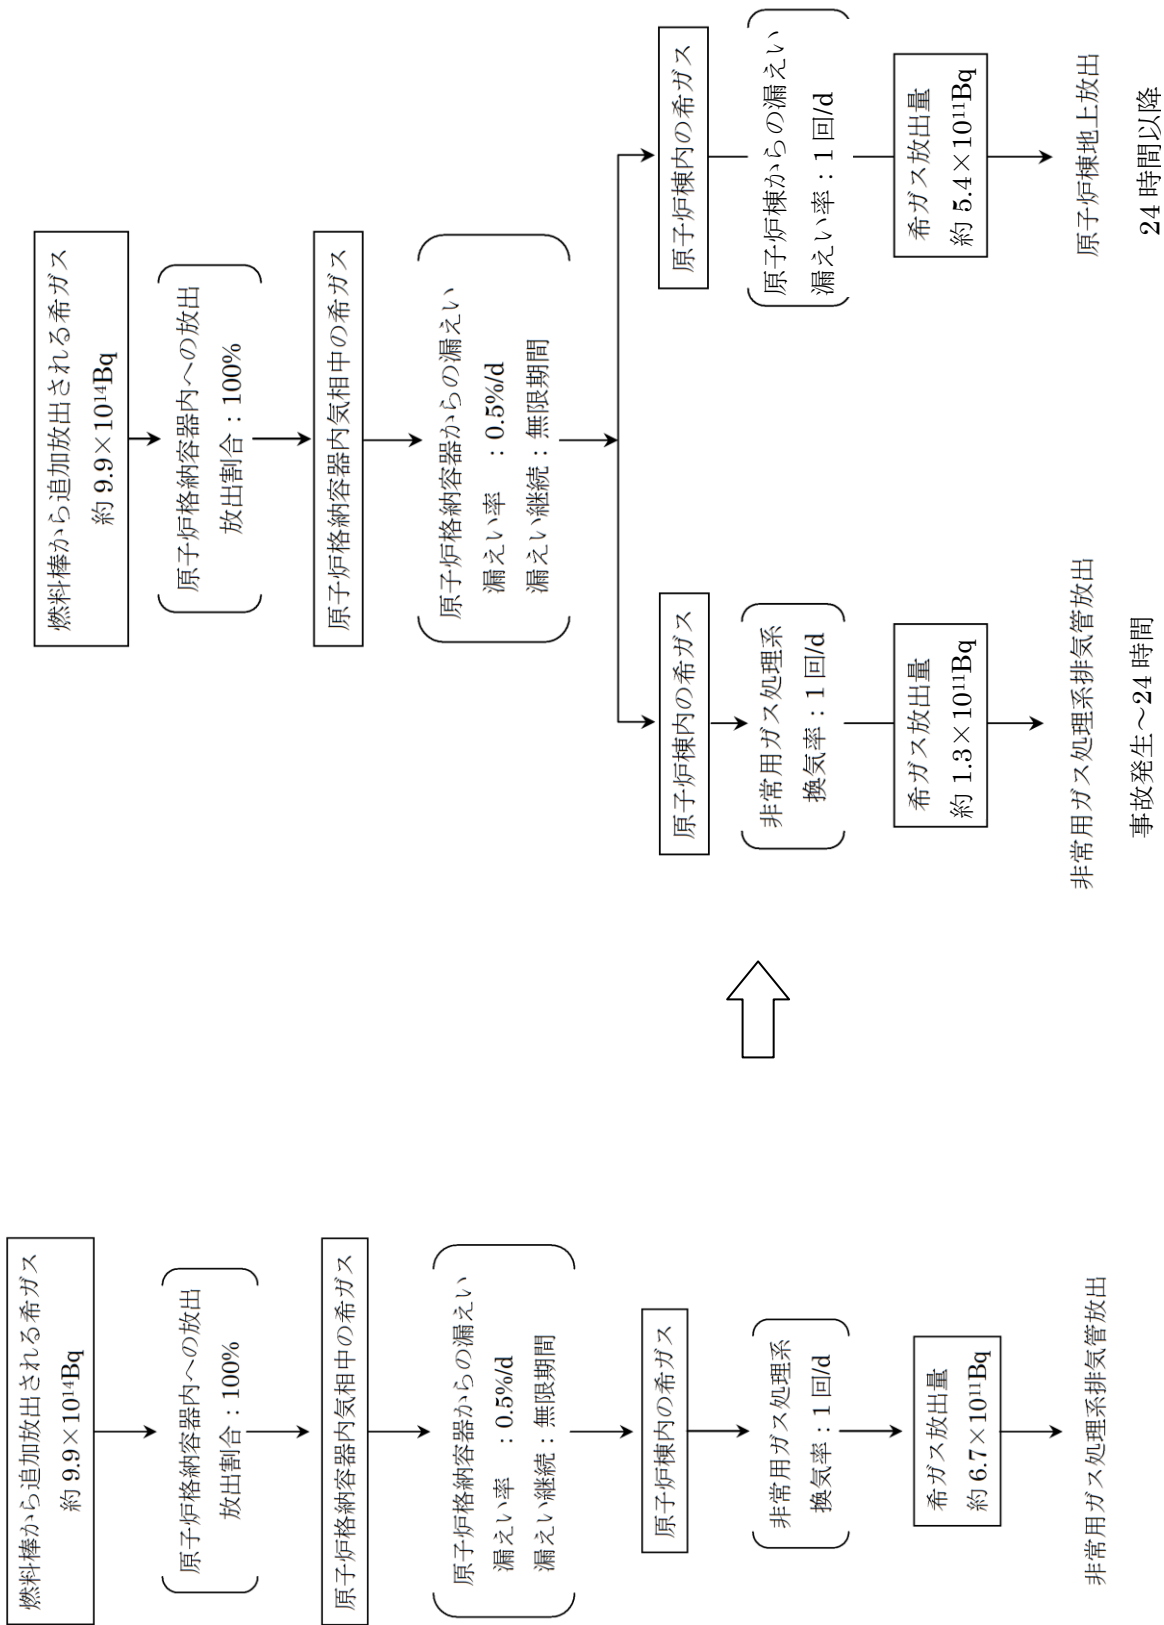 燃料棒から追加放出される希ガス
約 9.9×10¹⁴Bq
原子炉格納容器内への放出
放出割合：100%
原子炉格納容器内気相中の希ガス
原子炉格納容器からの漏えい
漏えい率　：0.5%/d
漏えい継続：無限期間
原子炉棟内の希ガス
非常用ガス処理系
換気率：1 回/d
希ガス放出量
約 6.7×10¹¹Bq
非常用ガス処理系排気管放出
燃料棒から追加放出される希ガス
約 9.9×10¹⁴Bq
原子炉格納容器内への放出
放出割合：100%
原子炉格納容器内気相中の希ガス
原子炉格納容器からの漏えい
漏えい率　：0.5%/d
漏えい継続：無限期間
原子炉棟内の希ガス
非常用ガス処理系
換気率：1 回/d
希ガス放出量
約 1.3×10¹¹Bq
非常用ガス処理系排気管放出
事故発生～24 時間
原子炉棟内の希ガス
原子炉棟からの漏えい
漏えい率：1 回/d
希ガス放出量
約 5.4×10¹¹Bq
原子炉棟地上放出
24 時間以降